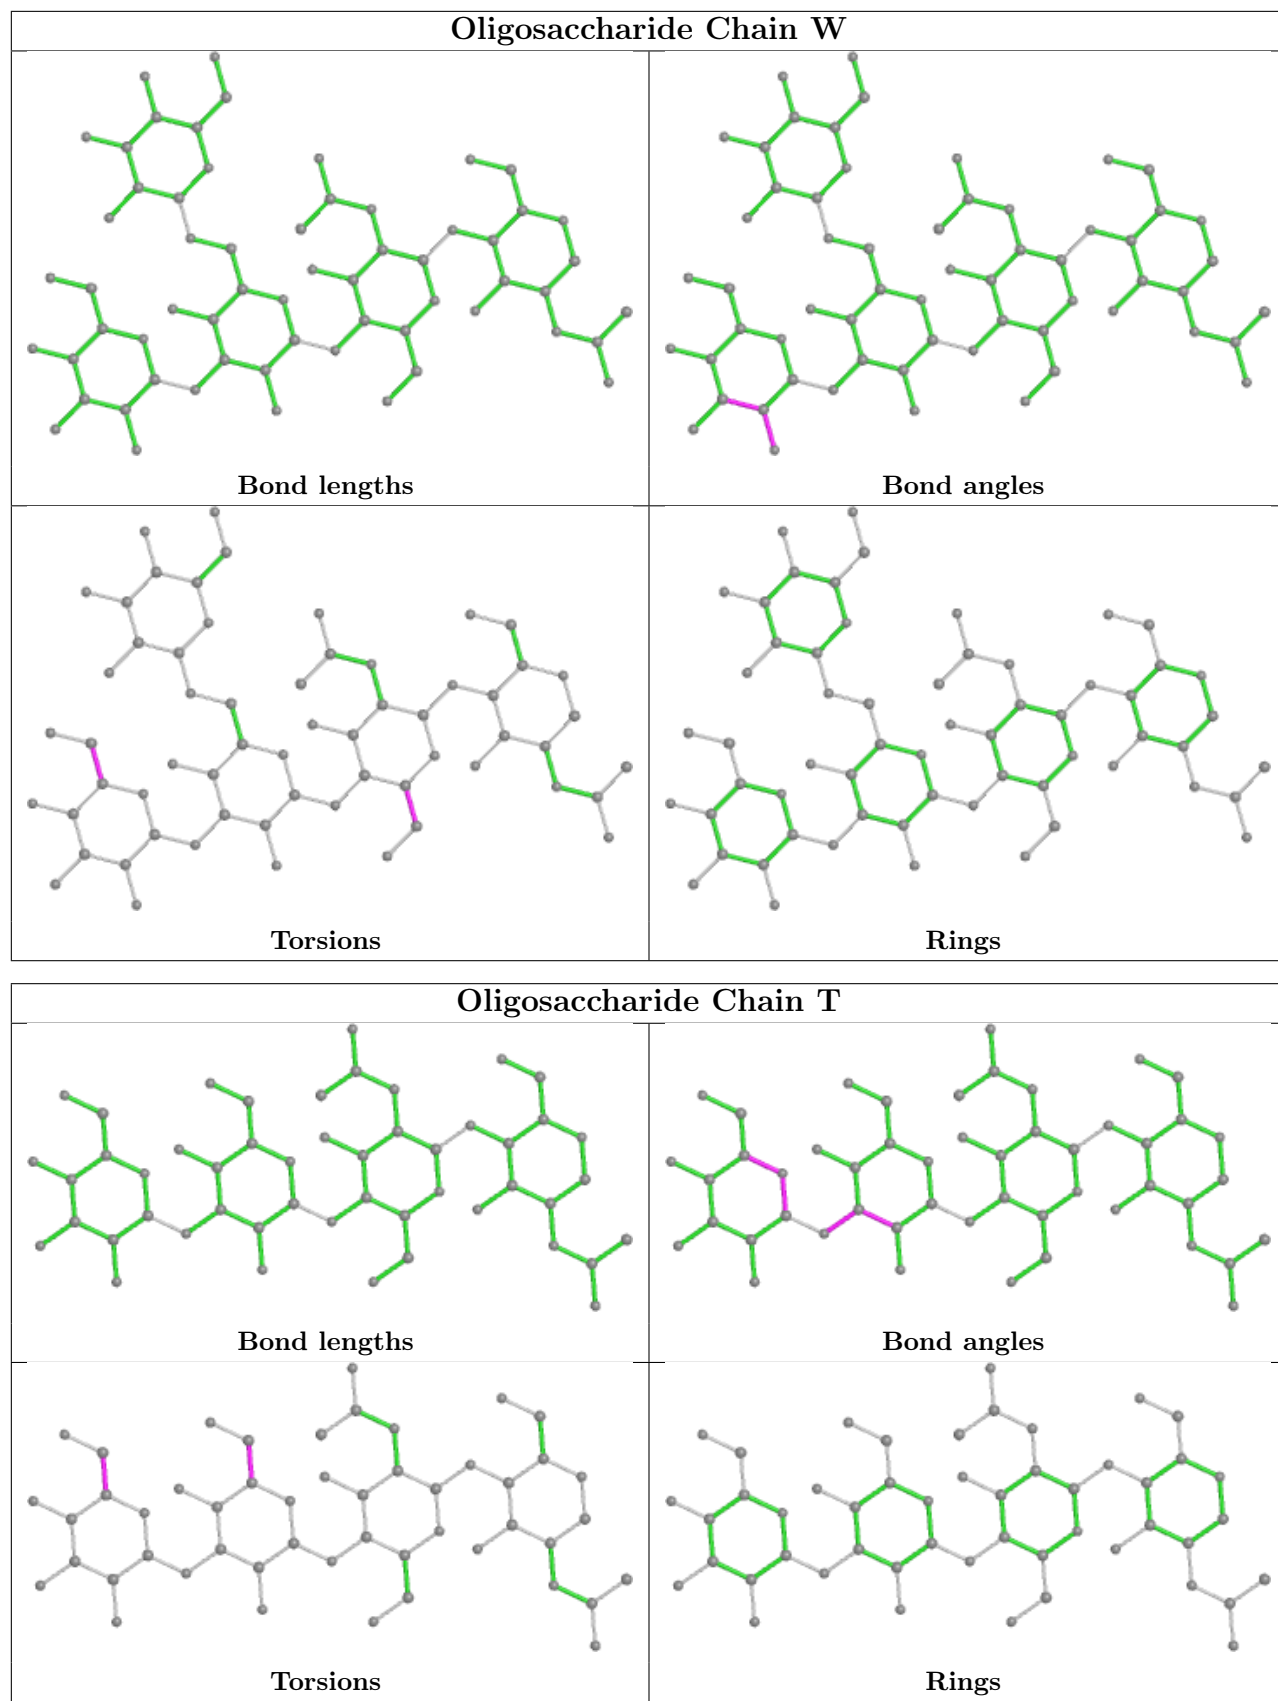 Oligosaccharide Chain W
Bond lengths
Bond angles
Torsions
Rings
Oligosaccharide Chain T
Bond lengths
Bond angles
Torsions
Rings